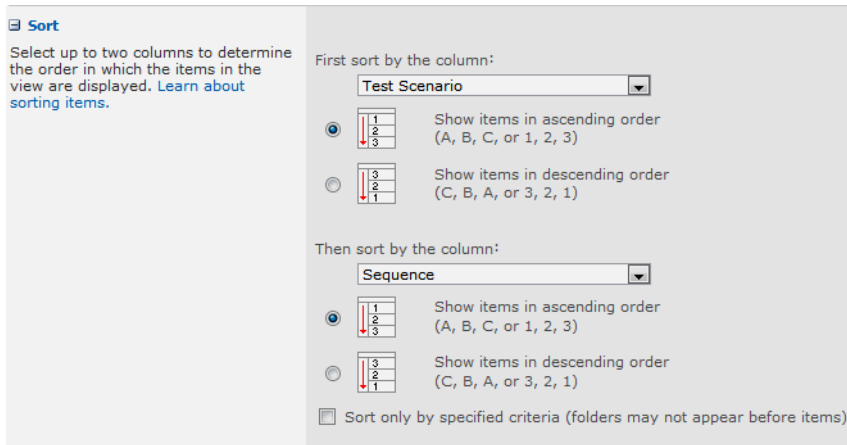 Sort
Select up to two columns to determine
the order in which the items in the
view are displayed. Learn about
sorting items.
First sort by the column:
Test Scenario
1
2
3
Show items in ascending order
(A, B, C, or 1, 2, 3)
3
2
1
Show items in descending order
(C, B, A, or 3, 2, 1)
Then sort by the column:
Sequence
1
2
3
Show items in ascending order
(A, B, C, or 1, 2, 3)
3
2
1
Show items in descending order
(C, B, A, or 3, 2, 1)
Sort only by specified criteria (folders may not appear before items)